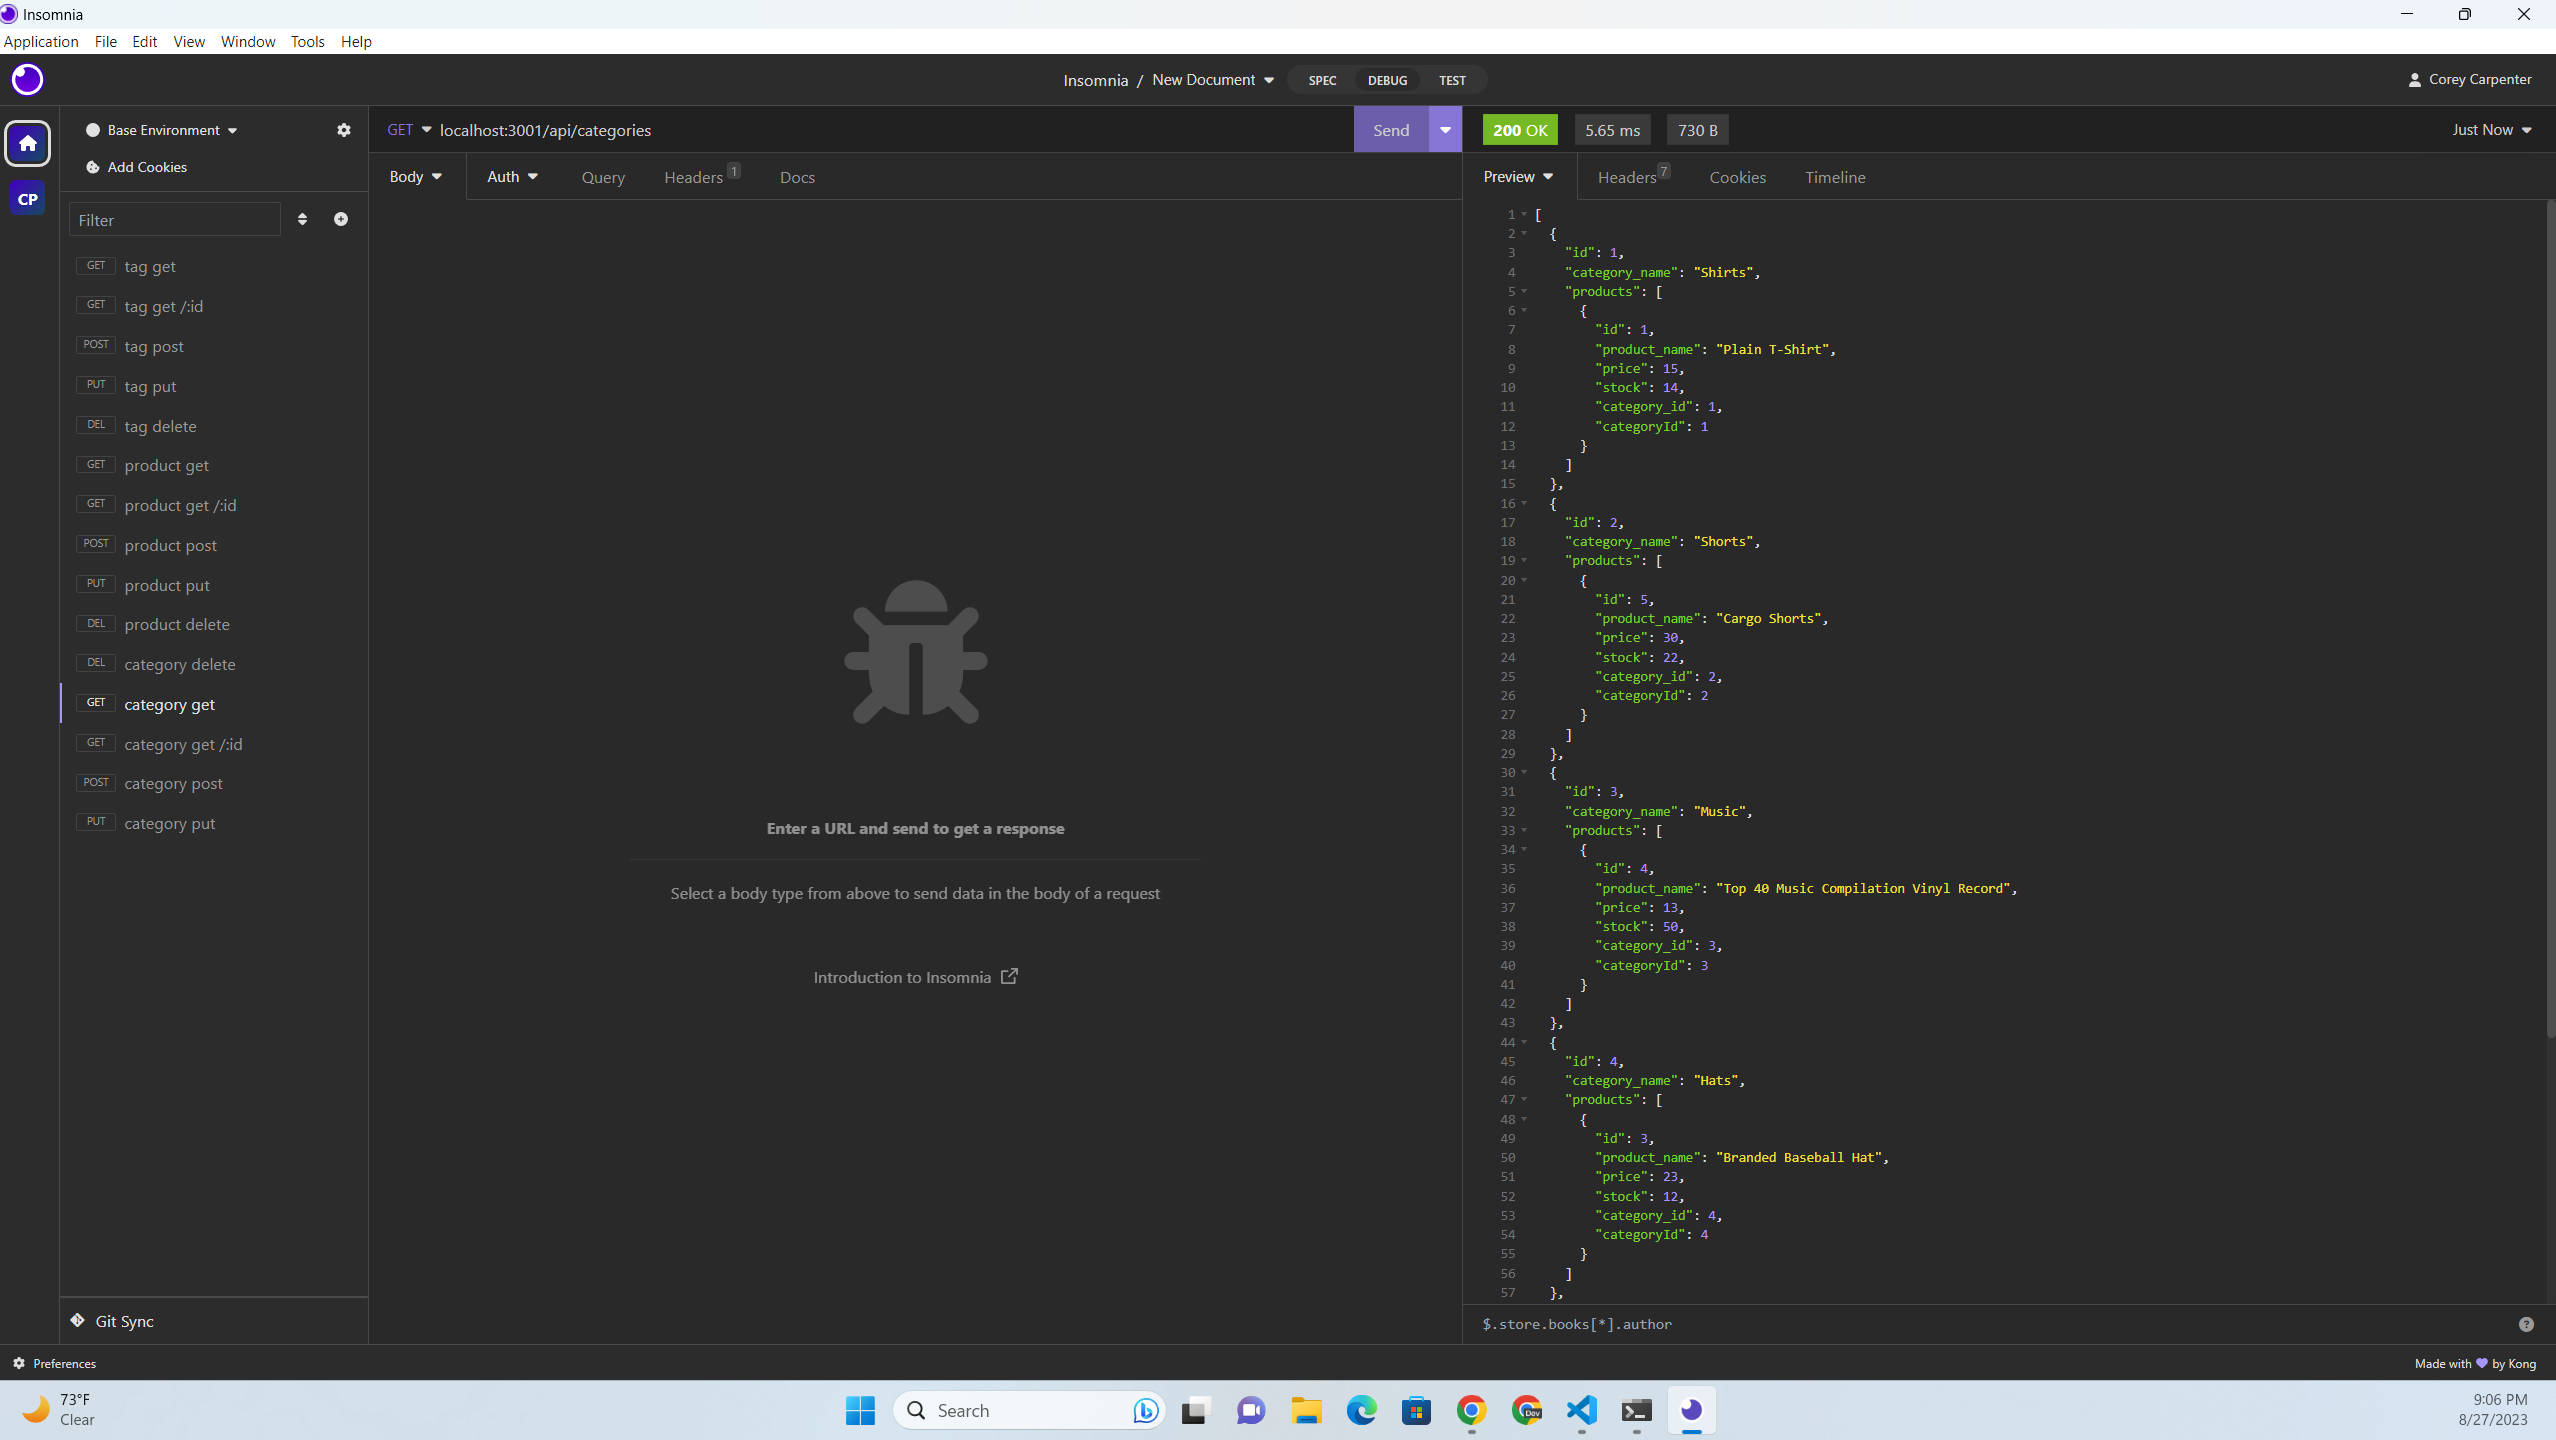 Insomnia
Application File Edit View Window Tools Help
Insomnia / New Document SPEC DEBUG TEST
Corey Carpenter
CP
Base Environment
Add Cookies
Filter
GET tag get
GET tag get /:id
POST tag post
PUT tag put
DEL tag delete
GET product get
GET product get /:id
POST product post
PUT product put
DEL product delete
DEL category delete
GET category get
GET category get /:id
POST category post
PUT category put
Git Sync
GET localhost:3001/api/categories Send
Body Auth Query Headers 1 Docs
Enter a URL and send to get a response
Select a body type from above to send data in the body of a request
Introduction to Insomnia
200 OK 5.65 ms 730 B Just Now
Preview Headers 7 Cookies Timeline
1 [
2 {
3 "id": 1,
4 "category_name": "Shirts",
5 "products": [
6 {
7 "id": 1,
8 "product_name": "Plain T-Shirt",
9 "price": 15,
10 "stock": 14,
11 "category_id": 1,
12 "categoryId": 1
13 }
14 ]
15 },
16 {
17 "id": 2,
18 "category_name": "Shorts",
19 "products": [
20 {
21 "id": 5,
22 "product_name": "Cargo Shorts",
23 "price": 30,
24 "stock": 22,
25 "category_id": 2,
26 "categoryId": 2
27 }
28 ]
29 },
30 {
31 "id": 3,
32 "category_name": "Music",
33 "products": [
34 {
35 "id": 4,
36 "product_name": "Top 40 Music Compilation Vinyl Record",
37 "price": 13,
38 "stock": 50,
39 "category_id": 3,
40 "categoryId": 3
41 }
42 ]
43 },
44 {
45 "id": 4,
46 "category_name": "Hats",
47 "products": [
48 {
49 "id": 3,
50 "product_name": "Branded Baseball Hat",
51 "price": 23,
52 "stock": 12,
53 "category_id": 4,
54 "categoryId": 4
55 }
56 ]
57 },
$.store.books[*].author
Preferences
Made with by Kong
73°F
Clear
Search
Dev
9:06 PM
8/27/2023